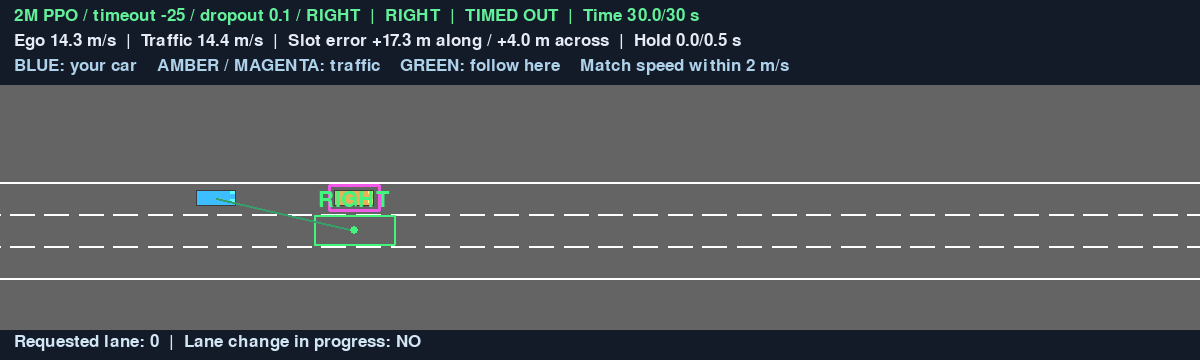 2M PPO / timeout -25 / dropout 0.1 / RIGHT | RIGHT | TIMED OUT | Time 30.0/30 s
Ego 14.3 m/s | Traffic 14.4 m/s | Slot error +17.3 m along / +4.0 m across | Hold 0.0/0.5 s
BLUE: your car AMBER / MAGENTA: traffic GREEN: follow here Match speed within 2 m/s
RIGHT
Requested lane: 0 | Lane change in progress: NO